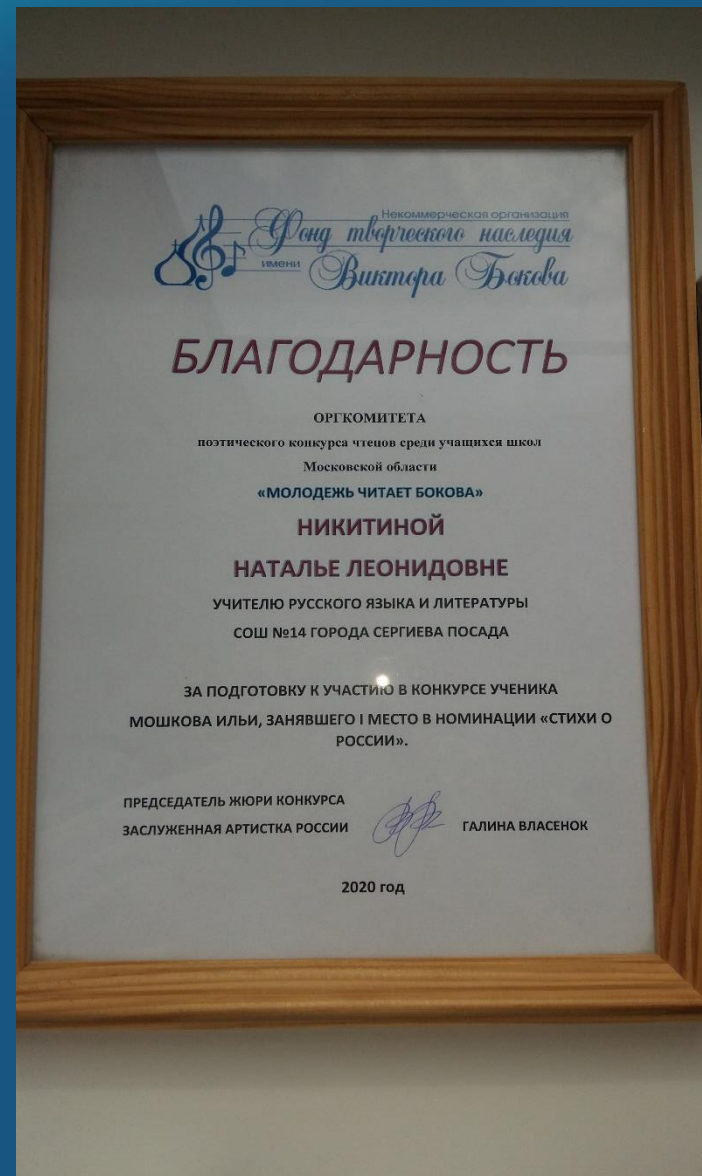 Некоммерческая организация
Фонд творческого наследия
имени Виктора Бокова
БЛАГОДАРНОСТЬ
ОРГКОМИТЕТА
поэтического конкурса чтецов среди учащихся школ
Московской области
«МОЛОДЕЖЬ ЧИТАЕТ БОКОВА»
НИКИТИНОЙ
НАТАЛЬЕ ЛЕОНИДОВНЕ
УЧИТЕЛЮ РУССКОГО ЯЗЫКА И ЛИТЕРАТУРЫ
СОШ №14 ГОРОДА СЕРГИЕВА ПОСАДА
ЗА ПОДГОТОВКУ К УЧАСТИЮ В КОНКУРСЕ УЧЕНИКА
МОШКОВА ИЛЬИ, ЗАНЯВШЕГО I МЕСТО В НОМИНАЦИИ «СТИХИ О
РОССИИ».
ПРЕДСЕДАТЕЛЬ ЖЮРИ КОНКУРСА
ЗАСЛУЖЕННАЯ АРТИСТКА РОССИИ ГАЛИНА ВЛАСЕНОК
2020 год